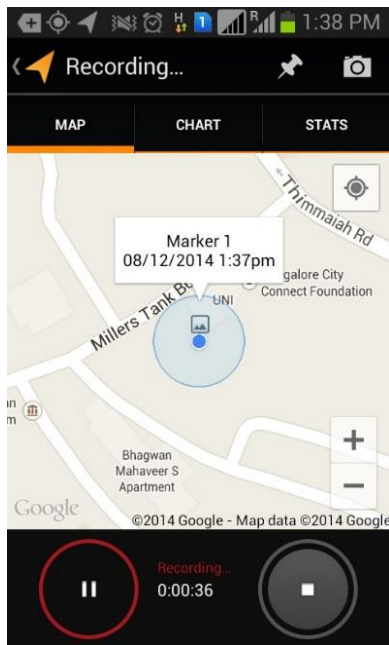 H
1
R
1:38 PM
Recording...
MAP
CHART
STATS
Thimmaiah Rd
Marker 1
08/12/2014 1:37pm
galore City
Connect Foundation
UNI
Millers Tank
Bhagwan
Mahaveer S
Apartment
Google
©2014 Google - Map data ©2014 Google
Recording...
0:00:36